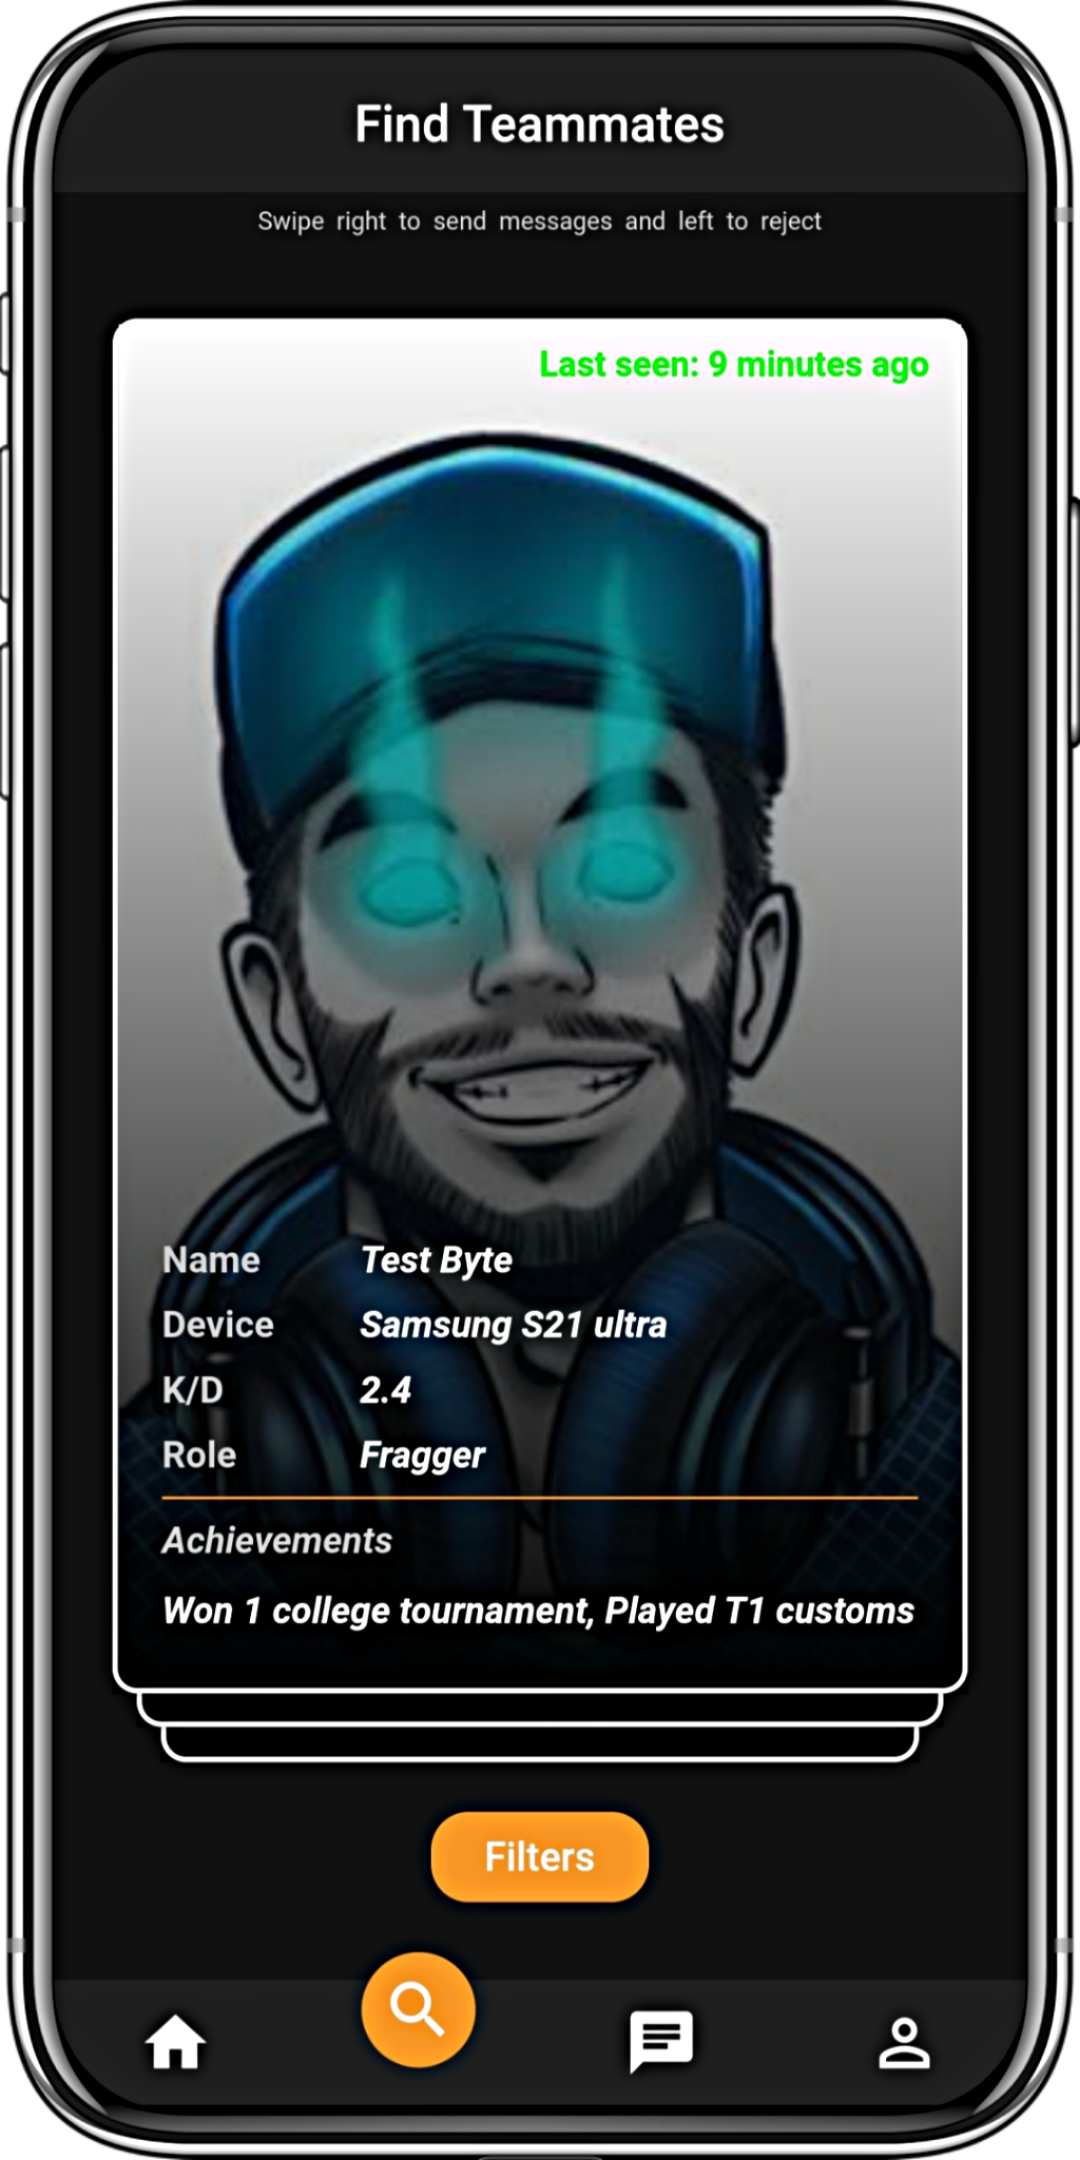 Find Teammates
Swipe right to send messages and left to reject
Last seen: 9 minutes ago
Name Test Byte
Device Samsung S21 ultra
K/D 2.4
Role Fragger
Achievements
Won 1 college tournament, Played T1 customs
Filters